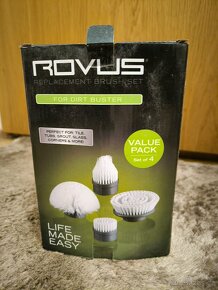 ROVUS
REPLACEMENT BRUSH SET
FOR DIRT BUSTER
PERFECT FOR TILE,
TUBS, GROUT, GLASS,
CORNERS & MORE!
VALUE
PACK
Set of 4
LIFE
MADE
EASY